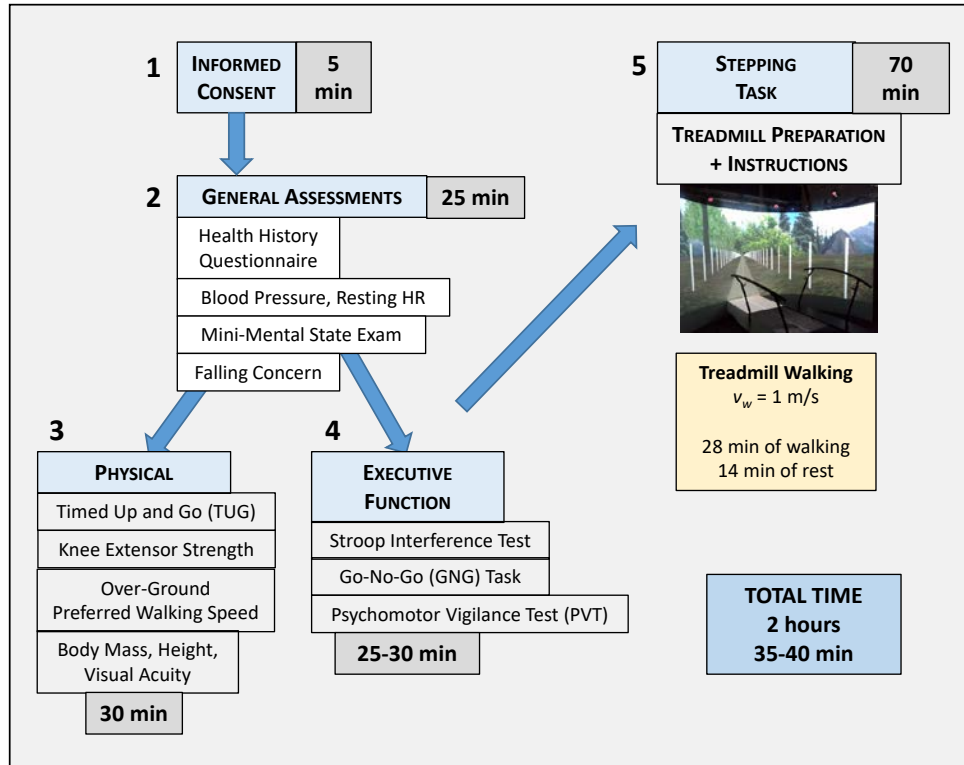 1
INFORMED
CONSENT
5
min
2
GENERAL ASSESSMENTS
25 min
Health History
Questionnaire
Blood Pressure, Resting HR
Mini-Mental State Exam
Falling Concern
3
PHYSICAL
Timed Up and Go (TUG)
Knee Extensor Strength
Over-Ground
Preferred Walking Speed
Body Mass, Height,
Visual Acuity
30 min
4
EXECUTIVE
FUNCTION
Stroop Interference Test
Go-No-Go (GNG) Task
Psychomotor Vigilance Test (PVT)
25-30 min
5
STEPPING
TASK
70
min
TREADMILL PREPARATION
+ INSTRUCTIONS
Treadmill Walking
v_w = 1 m/s
28 min of walking
14 min of rest
TOTAL TIME
2 hours
35-40 min